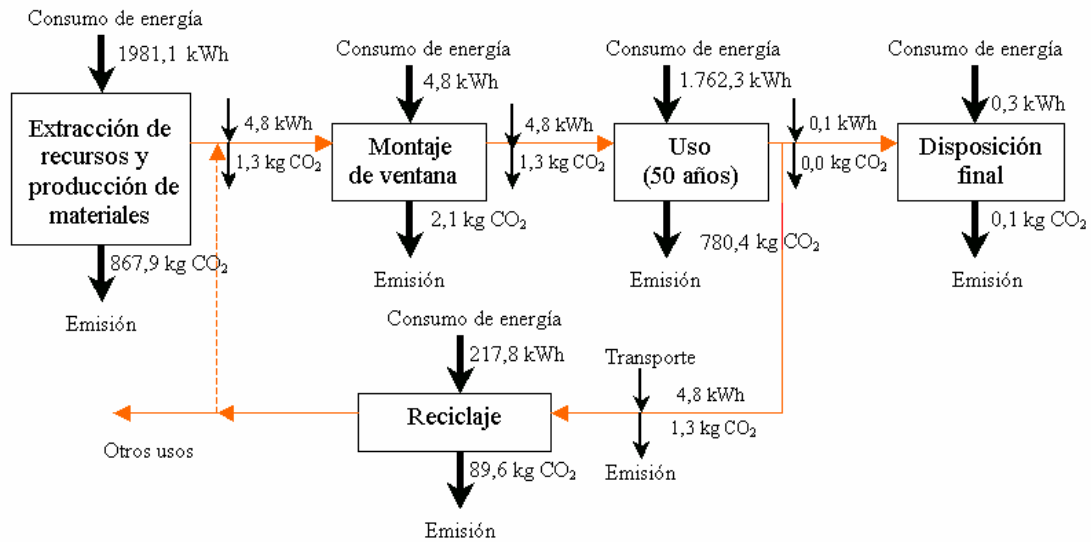 Consumo de energía
1981,1 kWh
Extracción de
recursos y
producción de
materiales
867,9 kg CO₂
Emisión
4,8 kWh
1,3 kg CO₂
Consumo de energía
4,8 kWh
Montaje
de ventana
2,1 kg CO₂
Emisión
4,8 kWh
1,3 kg CO₂
Consumo de energía
1.762,3 kWh
Uso
(50 años)
780,4 kg CO₂
Emisión
0,1 kWh
0,0 kg CO₂
Consumo de energía
0,3 kWh
Disposición
final
0,1 kg CO₂
Emisión
Consumo de energía
217,8 kWh
Reciclaje
89,6 kg CO₂
Emisión
Transporte
4,8 kWh
1,3 kg CO₂
Emisión
Otros usos